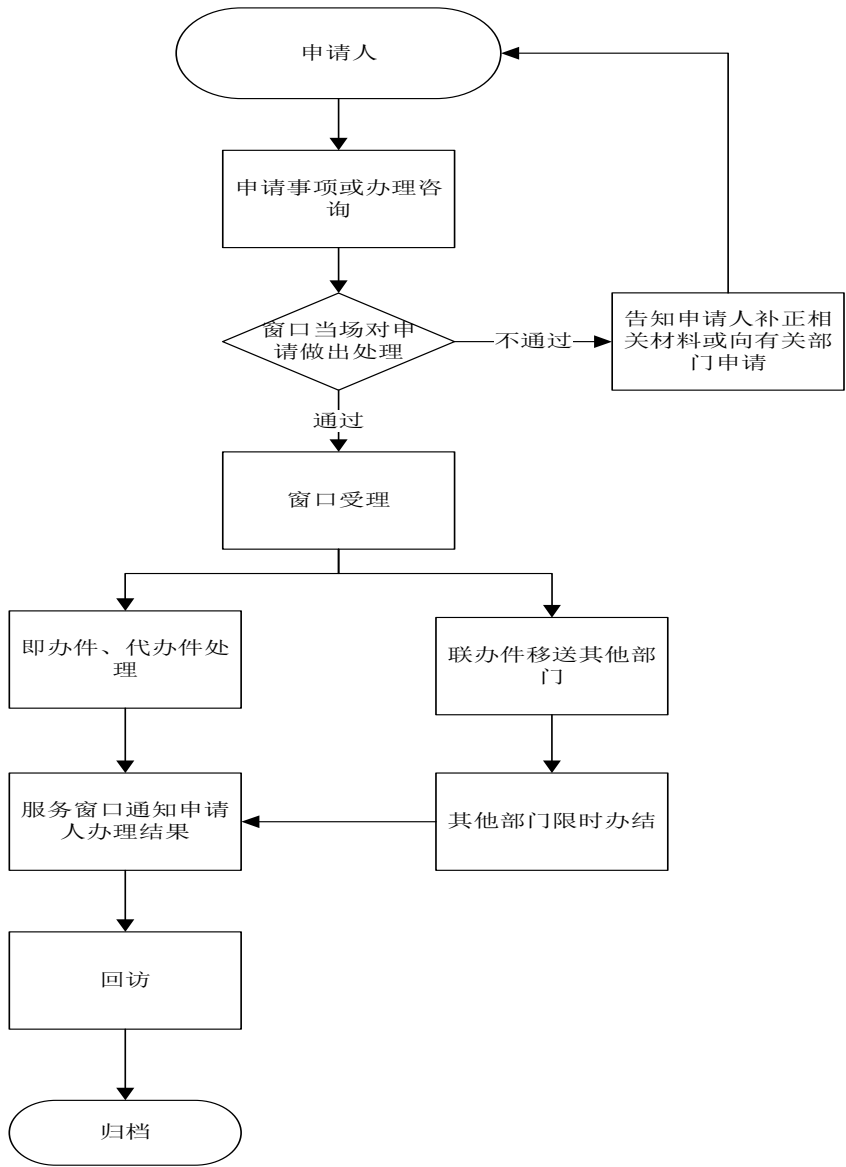 申请人
申请事项或办理咨
询
窗口当场对申
请做出处理
不通过
告知申请人补正相
关材料或向有关部
门申请
通过
窗口受理
即办件、代办件处
理
联办件移送其他部
门
服务窗口通知申请
人办理结果
其他部门限时办结
回访
归档